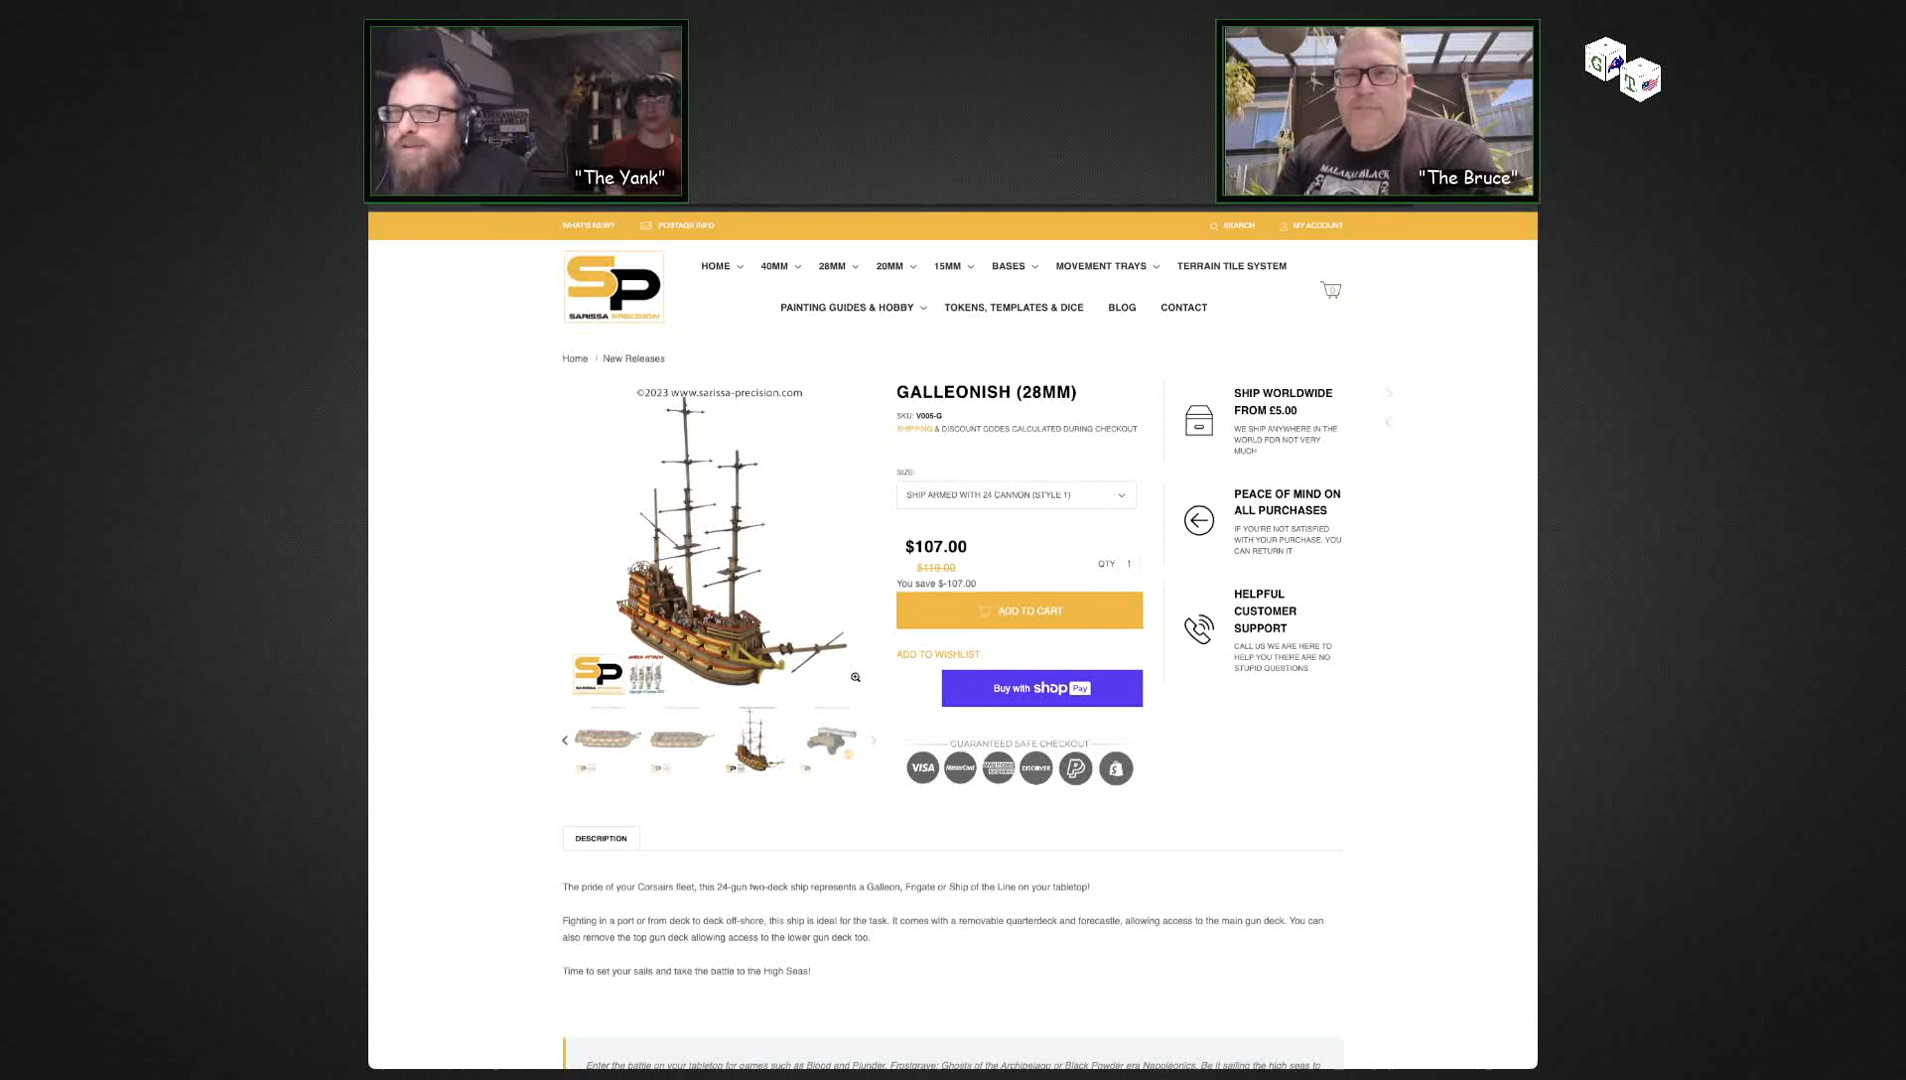 "The Yank"
"The Bruce"
G
T
MALAKAI BLACK
WHAT'S NEW?
POSTAGE INFO
SEARCH
MY ACCOUNT
SP
SARISSA PRECISION
HOME
40MM
28MM
20MM
15MM
BASES
MOVEMENT TRAYS
TERRAIN TILE SYSTEM
0
PAINTING GUIDES & HOBBY
TOKENS, TEMPLATES & DICE
BLOG
CONTACT
Home / New Releases
©2023 www.sarissa-precision.com
SP
SARISSA PRECISION
GALLEONISH (28MM)
SKU: V005-G
SHIPPING & DISCOUNT CODES CALCULATED DURING CHECKOUT
SIZE:
SHIP ARMED WITH 24 CANNON (STYLE 1)
$107.00
$119.00
QTY 1
You save $-107.00
ADD TO CART
ADD TO WISHLIST
Buy with shop Pay
GUARANTEED SAFE CHECKOUT
VISA
MasterCard
AMERICAN EXPRESS
DISCOVER
SHIP WORLDWIDE
FROM £5.00
WE SHIP ANYWHERE IN THE
WORLD FOR NOT VERY
MUCH
PEACE OF MIND ON
ALL PURCHASES
IF YOU'RE NOT SATISFIED
WITH YOUR PURCHASE. YOU
CAN RETURN IT
HELPFUL
CUSTOMER
SUPPORT
CALL US WE ARE HERE TO
HELP YOU THERE ARE NO
STUPID QUESTIONS
DESCRIPTION
The pride of your Corsairs fleet, this 24-gun two-deck ship represents a Galleon, Frigate or Ship of the Line on your tabletop!
Fighting in a port or from deck to deck off-shore, this ship is ideal for the task. It comes with a removable quarterdeck and forecastle, allowing access to the main gun deck. You can
also remove the top gun deck allowing access to the lower gun deck too.
Time to set your sails and take the battle to the High Seas!
Enter the battle on your tabletop for games such as Blood and Plunder, Frostgrave: Ghosts of the Archipelago or Black Powder era Napoleonics. Be it sailing the high seas to